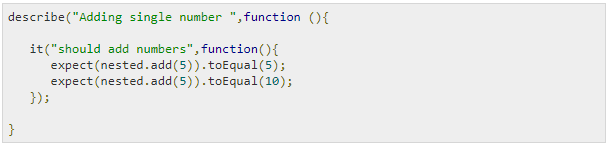 describe("Adding single number ",function (){
it("should add numbers",function(){
expect(nested.add(5)).toEqual(5);
expect(nested.add(5)).toEqual(10);
});
}